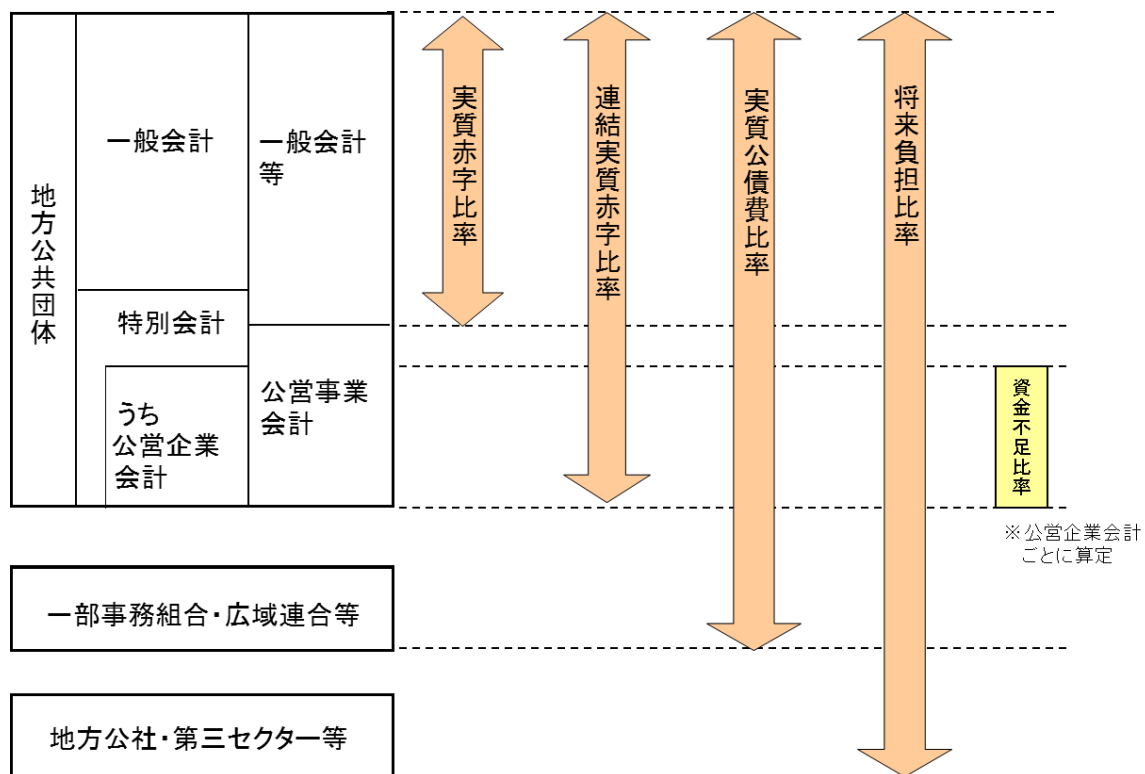 地方公共団体
一般会計
一般会計
等
特別会計
うち
公営企業
会計
公営事業
会計
実質赤字比率
連結実質赤字比率
実質公債費比率
将来負担比率
資金不足比率
※公営企業会計
ごとに算定
一部事務組合・広域連合等
地方公社・第三セクター等